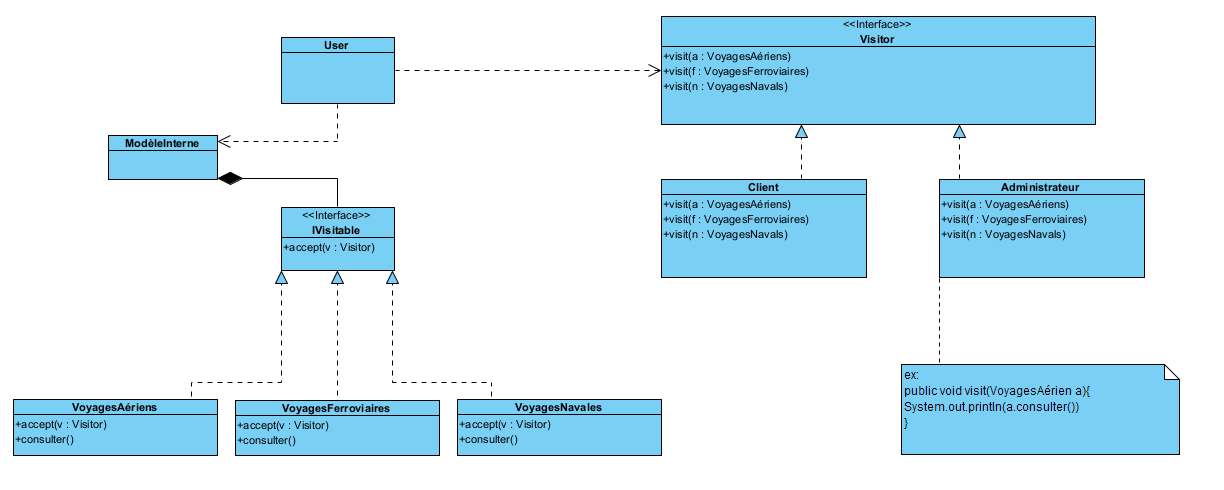 User
<<Interface>>
Visitor
+visit(a : VoyagesAériens)
+visit(f : VoyagesFerroviaires)
+visit(n : VoyagesNavals)
ModèleInterne
<<Interface>>
IVisitable
+accept(v : Visitor)
Client
+visit(a : VoyagesAériens)
+visit(f : VoyagesFerroviaires)
+visit(n : VoyagesNavals)
Administrateur
+visit(a : VoyagesAériens)
+visit(f : VoyagesFerroviaires)
+visit(n : VoyagesNavals)
VoyagesAériens
+accept(v : Visitor)
+consulter()
VoyagesFerroviaires
+accept(v : Visitor)
+consulter()
VoyagesNavales
+accept(v : Visitor)
+consulter()
ex:
public void visit(VoyagesAérien a){
System.out.println(a.consulter())
}